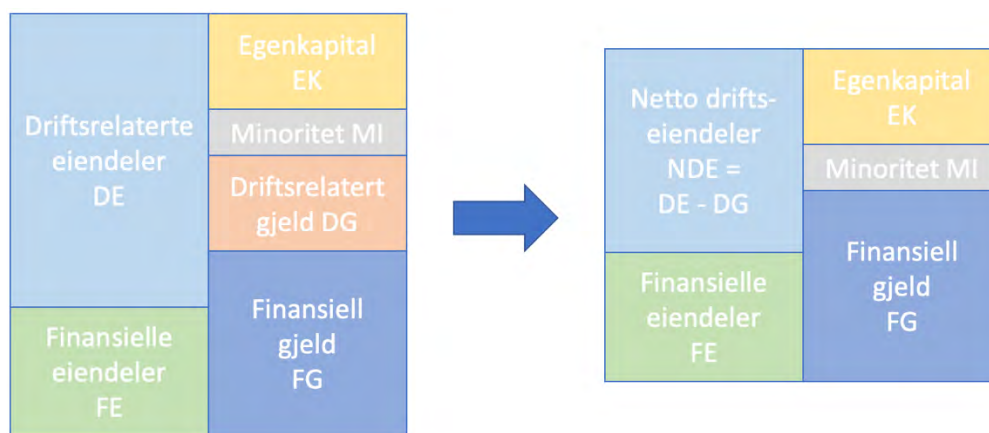 Driftsrelaterte
eiendeler
DE
Finansielle
eiendeler
FE
Egenkapital
EK
Minoritet MI
Driftsrelatert
gjeld DG
Finansiell
gjeld
FG
Netto drifts-
eiendeler
NDE =
DE - DG
Finansielle
eiendeler
FE
Egenkapital
EK
Minoritet MI
Finansiell
gjeld
FG